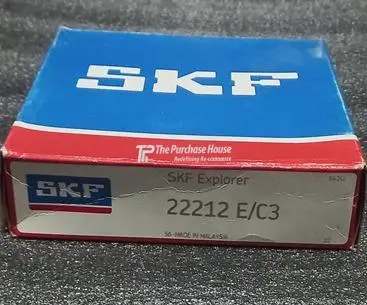 SKF
The Purchase House
Redefining Re-commerce
SKF Explorer
SKF
22212 E/C3
MADE IN MALAYSIA